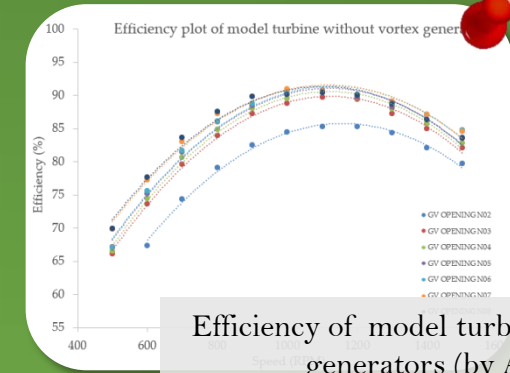 Efficiency plot of model turbine without vortex gener
100
95
90
85
80
75
70
65
60
55
Efficiency (%)
400
600
800
1000
1200
1400
1600
Speed (RPM)
GV OPENING N02
GV OPENING N03
GV OPENING N04
GV OPENING N05
GV OPENING N06
GV OPENING N07
Efficiency of model turb
generators (by A